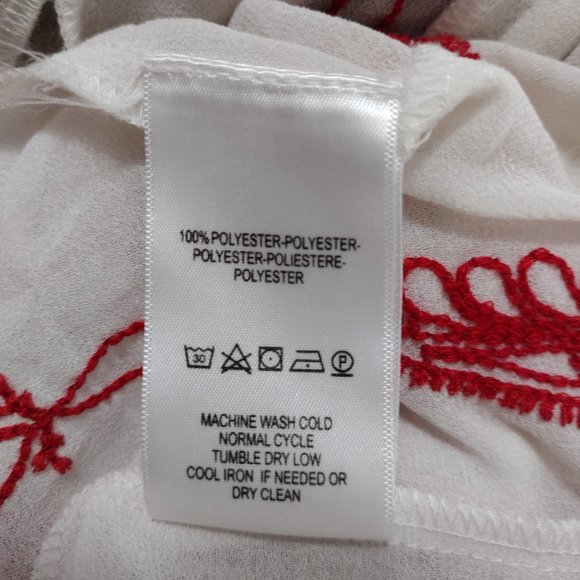 100% POLYESTER-POLYESTER-
POLYESTER-POLIESTERE-
POLYESTER
30 P
MACHINE WASH COLD
NORMAL CYCLE
TUMBLE DRY LOW
COOL IRON IF NEEDED OR
DRY CLEAN